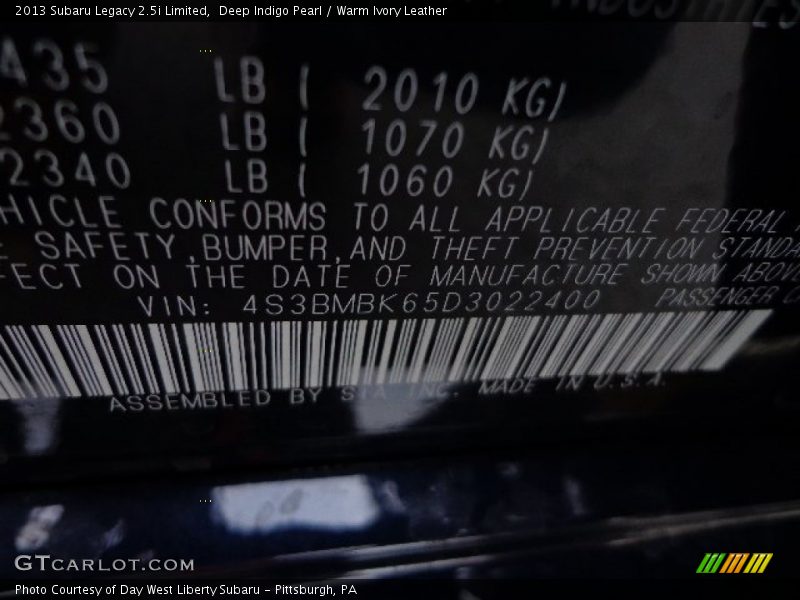 2013 Subaru Legacy 2.5i Limited, Deep Indigo Pearl / Warm Ivory Leather
435 LB ( 2010 KG)
2360 LB ( 1070 KG)
2340 LB ( 1060 KG)
HICLE CONFORMS TO ALL APPLICABLE FEDERAL
E SAFETY,BUMPER,AND THEFT PREVENTION STANDA
FECT ON THE DATE OF MANUFACTURE SHOWN ABOVE
VIN: 4S3BMBK65D3022400 PASSENGER C
ASSEMBLED BY SIA INC. MADE IN U.S.A.
GTCARLOT.COM
Photo Courtesy of Day West Liberty Subaru - Pittsburgh, PA